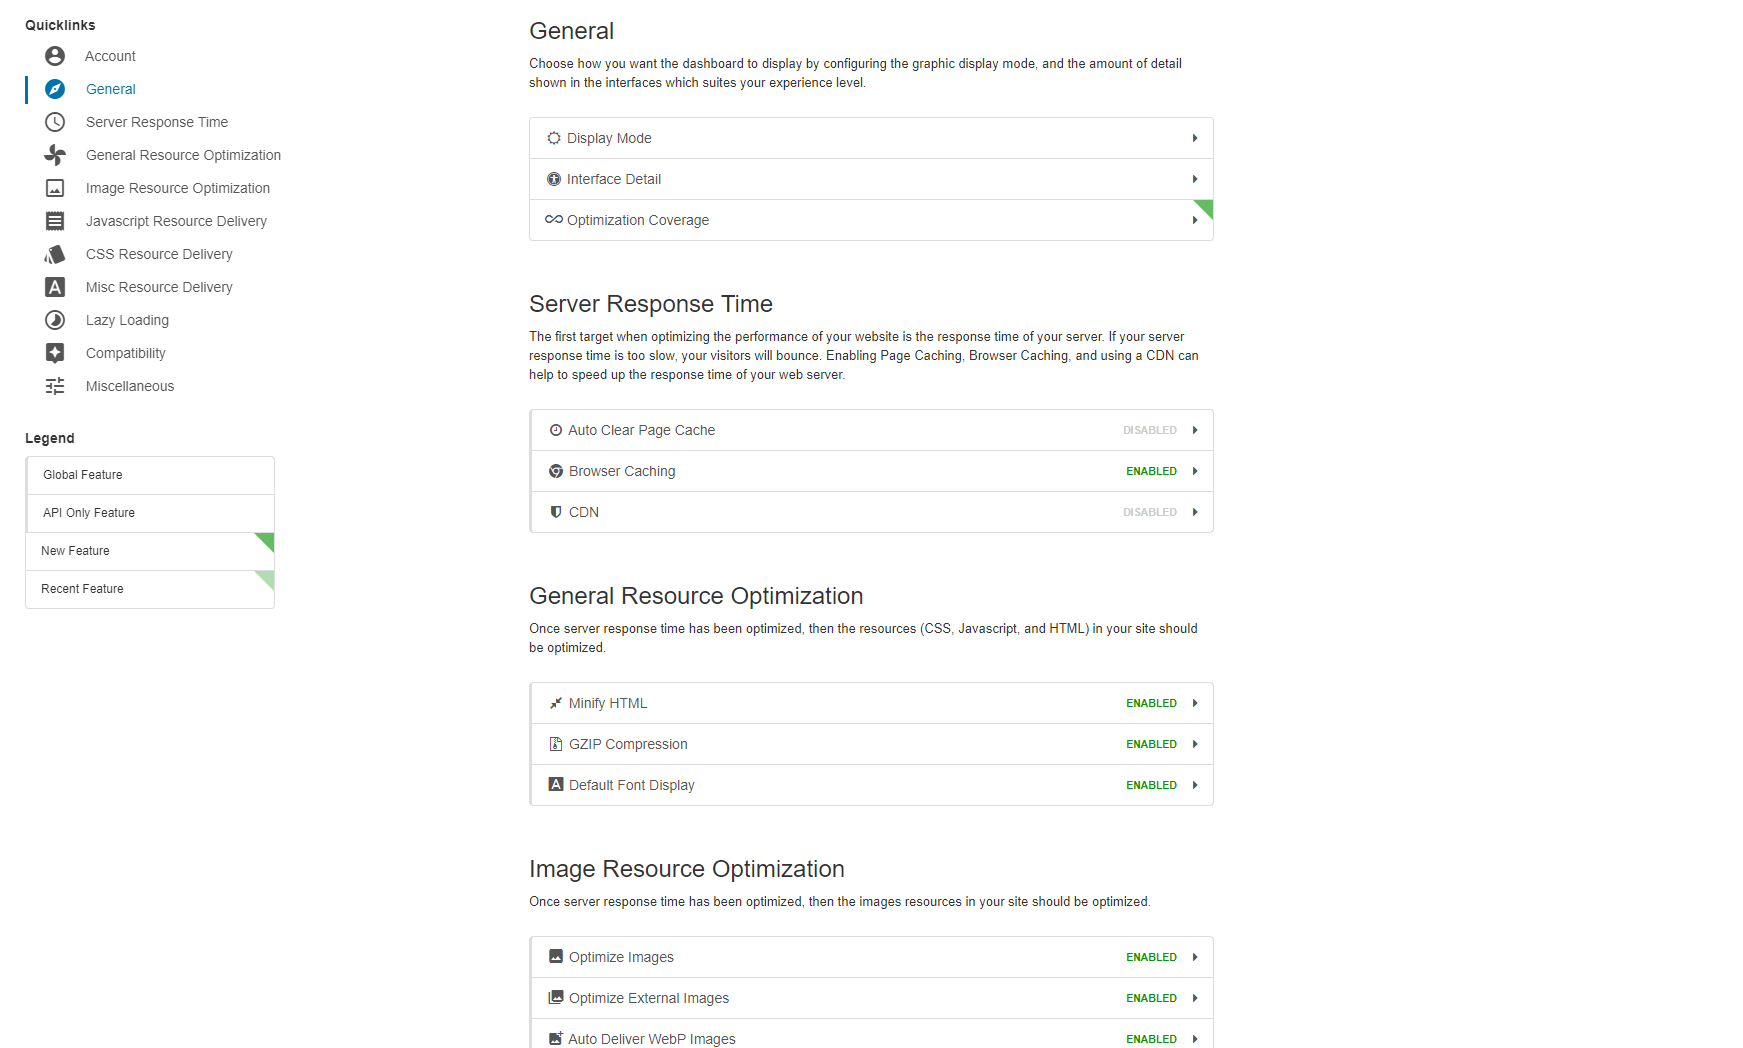 Quicklinks
Account
General
Server Response Time
General Resource Optimization
Image Resource Optimization
Javascript Resource Delivery
CSS Resource Delivery
Misc Resource Delivery
Lazy Loading
Compatibility
Miscellaneous
Legend
Global Feature
API Only Feature
New Feature
Recent Feature
General
Choose how you want the dashboard to display by configuring the graphic display mode, and the amount of detail
shown in the interfaces which suites your experience level.
Display Mode
Interface Detail
Optimization Coverage
Server Response Time
The first target when optimizing the performance of your website is the response time of your server. If your server
response time is too slow, your visitors will bounce. Enabling Page Caching, Browser Caching, and using a CDN can
help to speed up the response time of your web server.
Auto Clear Page Cache DISABLED
Browser Caching ENABLED
CDN DISABLED
General Resource Optimization
Once server response time has been optimized, then the resources (CSS, Javascript, and HTML) in your site should
be optimized.
Minify HTML ENABLED
GZIP Compression ENABLED
Default Font Display ENABLED
Image Resource Optimization
Once server response time has been optimized, then the images resources in your site should be optimized.
Optimize Images ENABLED
Optimize External Images ENABLED
Auto Deliver WebP Images ENABLED